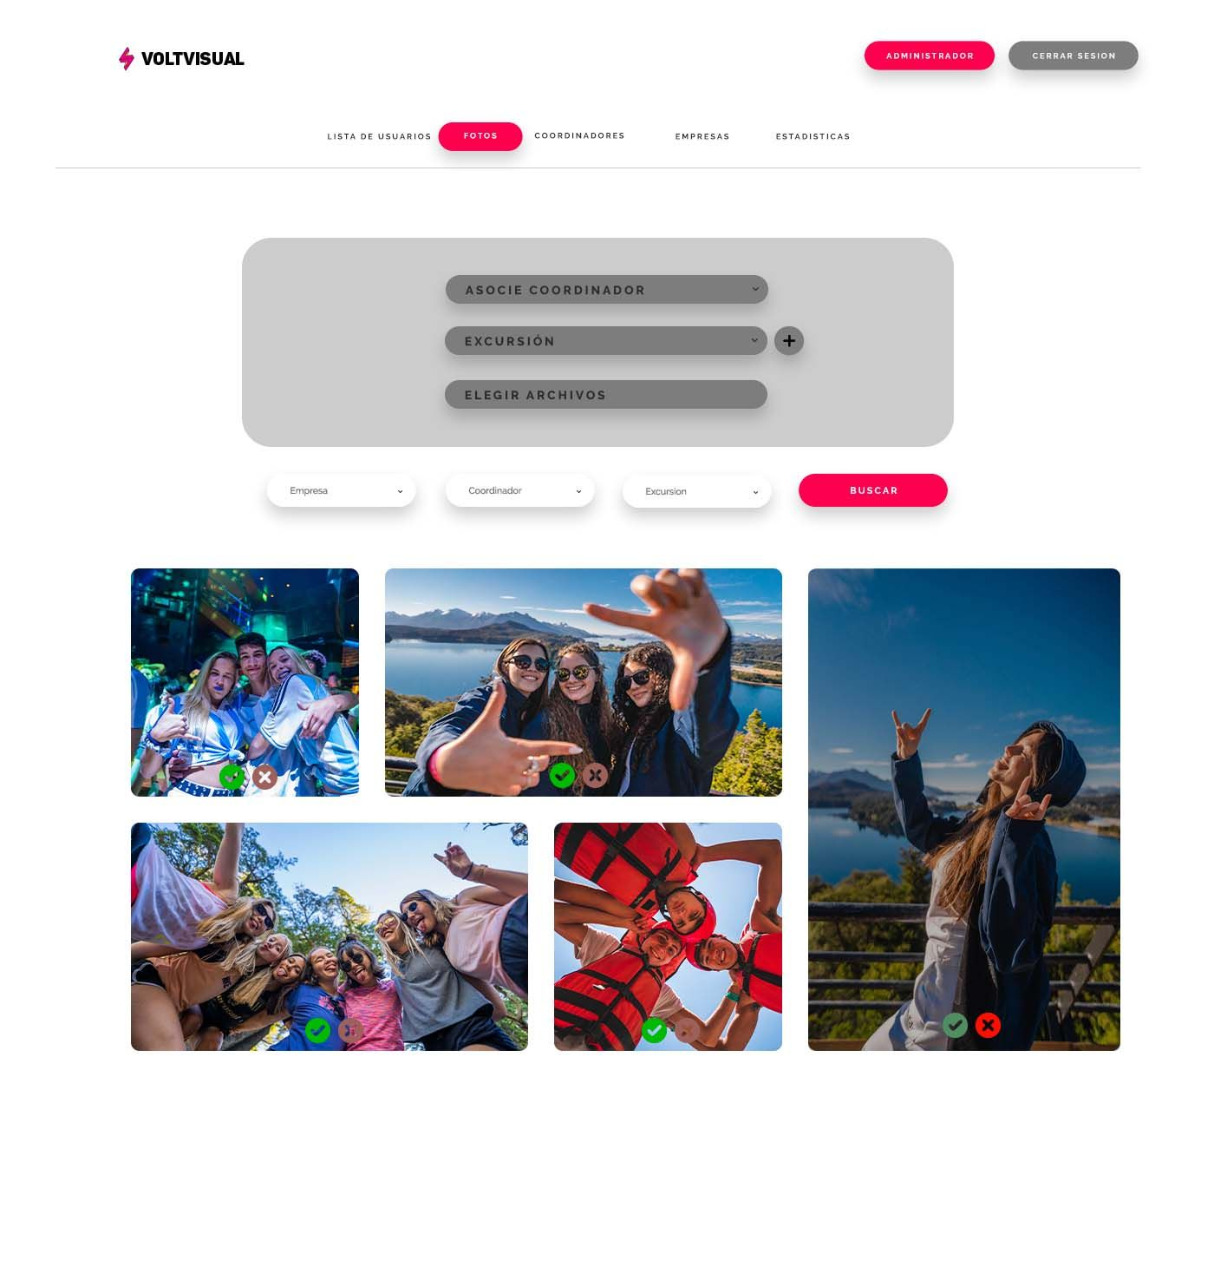 VOLTVISUAL
ADMINISTRADOR
CERRAR SESION
LISTA DE USUARIOS
FOTOS
COORDINADORES
EMPRESAS
ESTADISTICAS
ASOCIE COORDINADOR
EXCURSIÓN
ELEGIR ARCHIVOS
Empresa
Coordinador
Excursion
BUSCAR